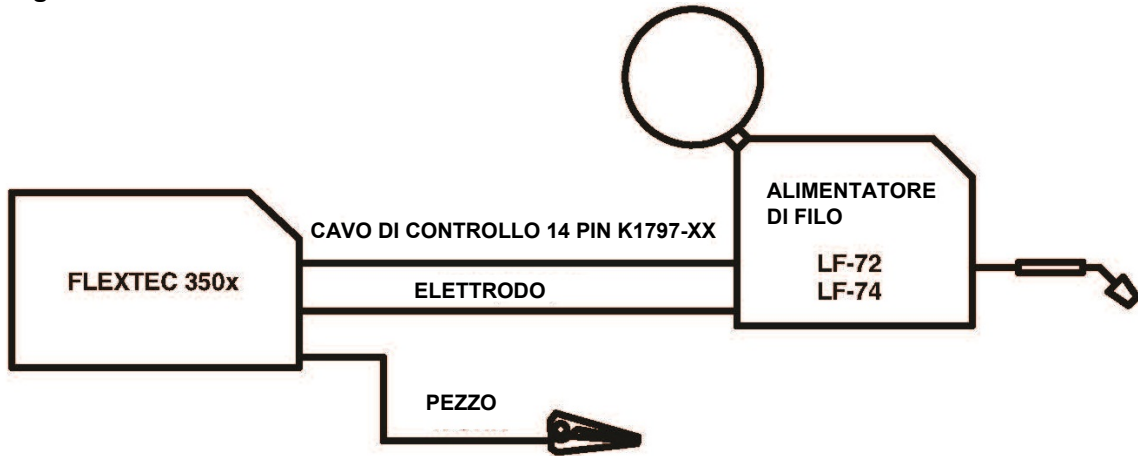 ALIMENTATORE
DI FILO
CAVO DI CONTROLLO 14 PIN K1797-XX
FLEXTEC 350x
LF-72
ELETTRODO
LF-74
PEZZO